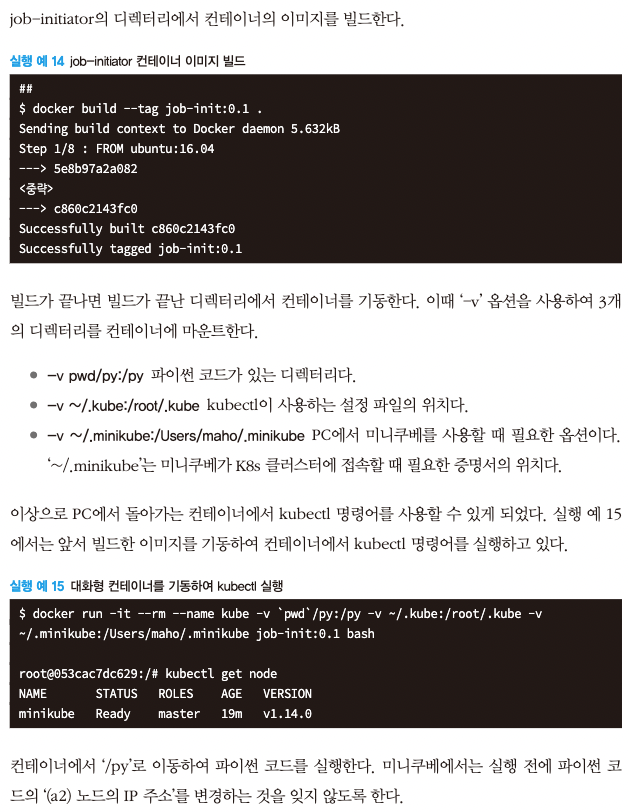 job-initiator의 디렉터리에서 컨테이너의 이미지를 빌드한다.
실행 예 14 job-initiator 컨테이너 이미지 빌드
##
$ docker build --tag job-init:0.1 .
Sending build context to Docker daemon 5.632kB
Step 1/8 : FROM ubuntu:16.04
---> 5e8b97a2a082
<중략>
---> c860c2143fc0
Successfully built c860c2143fc0
Successfully tagged job-init:0.1
빌드가 끝나면 빌드가 끝난 디렉터리에서 컨테이너를 기동한다. 이때 ‘-v’ 옵션을 사용하여 3개
의 디렉터리를 컨테이너에 마운트한다.
● -v pwd/py:/py 파이썬 코드가 있는 디렉터리다.
● -v ~/.kube:/root/.kube kubectl이 사용하는 설정 파일의 위치다.
● -v ~/.minikube:/Users/maho/.minikube PC에서 미니쿠베를 사용할 때 필요한 옵션이다.
‘~/.minikube’는 미니쿠베가 K8s 클러스터에 접속할 때 필요한 증명서의 위치다.
이상으로 PC에서 돌아가는 컨테이너에서 kubectl 명령어를 사용할 수 있게 되었다. 실행 예 15
에서는 앞서 빌드한 이미지를 기동하여 컨테이너에서 kubectl 명령어를 실행하고 있다.
실행 예 15 대화형 컨테이너를 기동하여 kubectl 실행
$ docker run -it --rm --name kube -v `pwd`/py:/py -v ~/.kube:/root/.kube -v
~/.minikube:/Users/maho/.minikube job-init:0.1 bash
root@053cac7dc629:/# kubectl get node
NAME STATUS ROLES AGE VERSION
minikube Ready master 19m v1.14.0
컨테이너에서 ‘/py’로 이동하여 파이썬 코드를 실행한다. 미니쿠베에서는 실행 전에 파이썬 코
드의 ‘(a2) 노드의 IP 주소’를 변경하는 것을 잊지 않도록 한다.